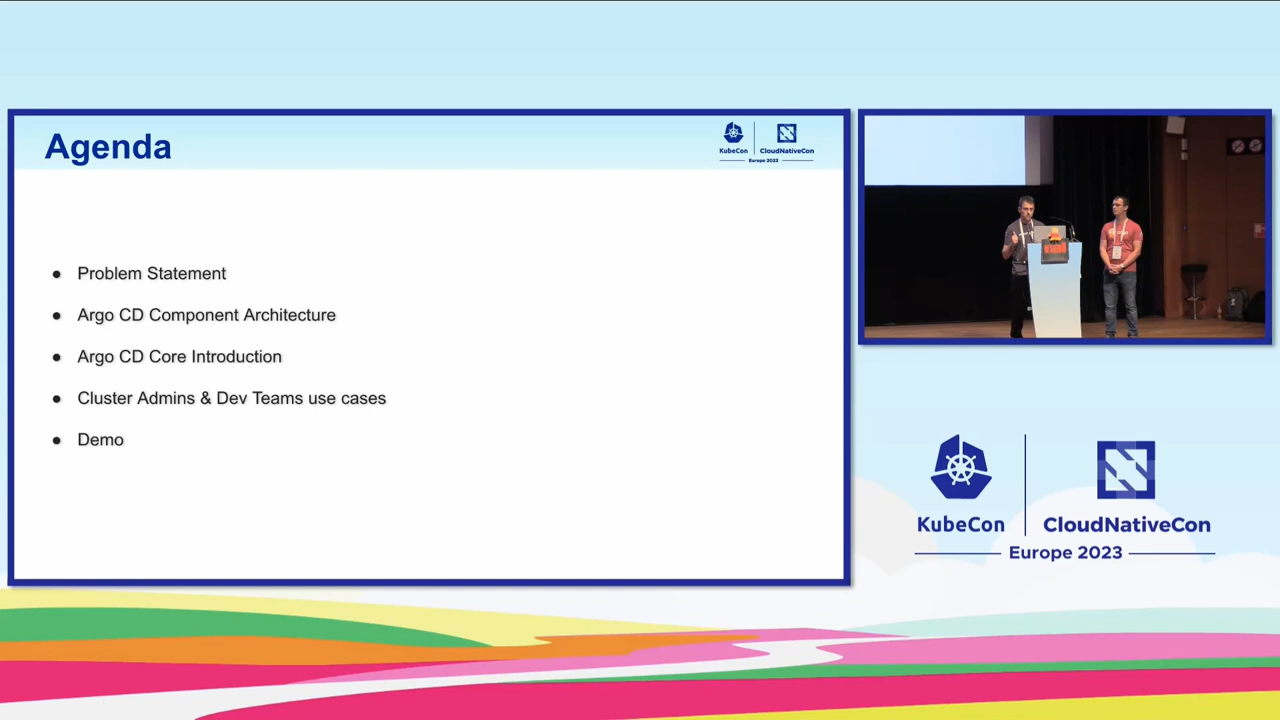 Agenda
KubeCon
CloudNativeCon
Europe 2023
Problem Statement
Argo CD Component Architecture
Argo CD Core Introduction
Cluster Admins & Dev Teams use cases
Demo
KubeCon
CloudNativeCon
Europe 2023